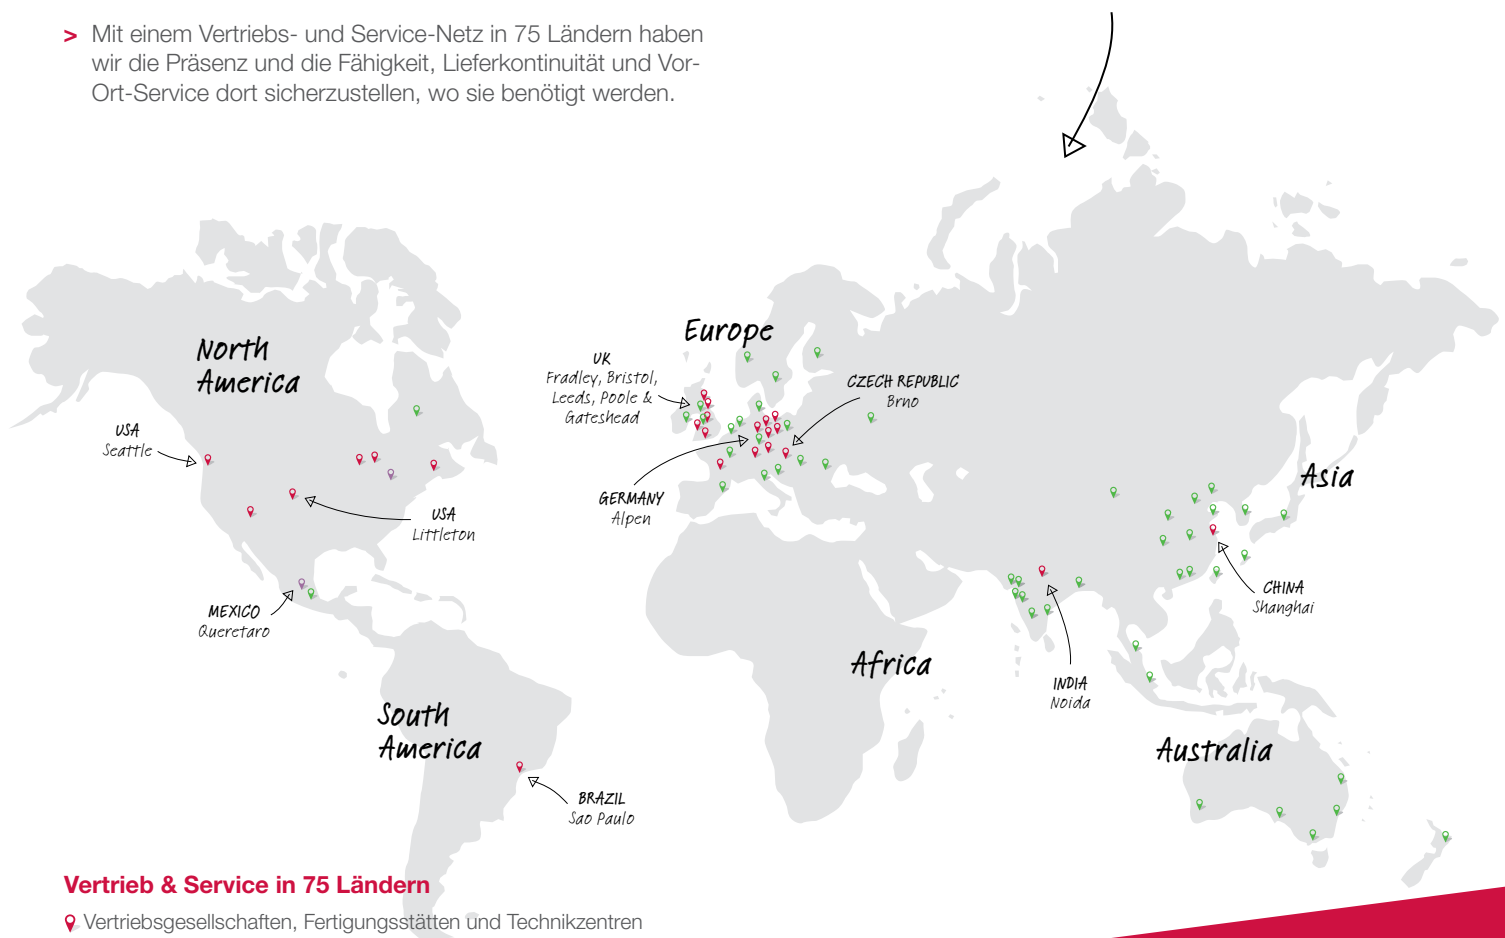 > Mit einem Vertriebs- und Service-Netz in 75 Ländern haben
wir die Präsenz und die Fähigkeit, Lieferkontinuität und Vor-
Ort-Service dort sicherzustellen, wo sie benötigt werden.
Europe
North
America
UK
Fradley, Bristol,
Leeds, Poole &
Gateshead
CZECH REPUBLIC
Brno
USA
Seattle
Asia
GERMANY
Alpen
USA
Littleton
CHINA
Shanghai
MEXICO
Queretaro
Africa
INDIA
Noida
South
America
Australia
BRAZIL
Sao Paulo
Vertrieb & Service in 75 Ländern
Vertriebsgesellschaften, Fertigungsstätten und Technikzentren